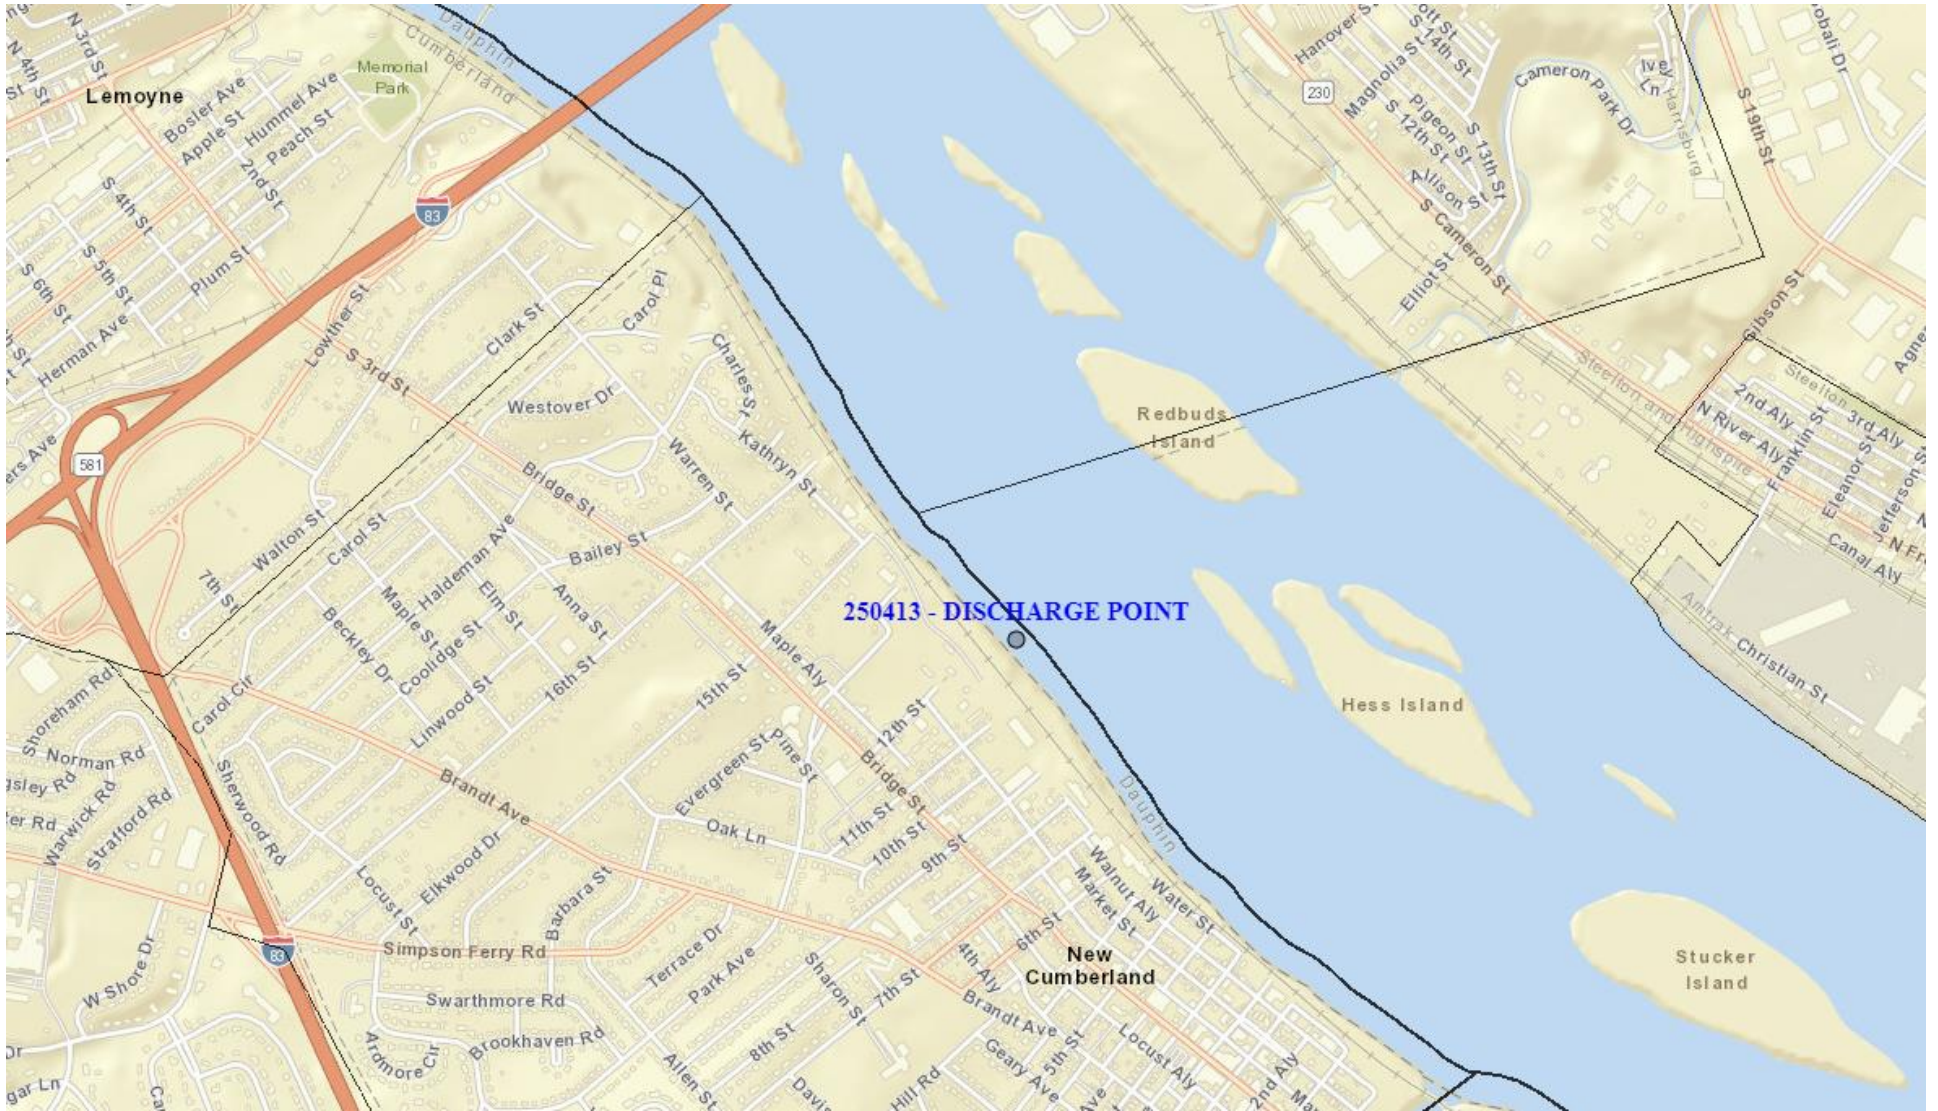 Dauphin
Cumberland
Memorial
Park
Lemoyne
N 3rd St
N 4th St
Bosler Ave
Apple St
Hummel Ave
2nd St
Peach St
S 4th St
S 5th St
S 6th St
Plum St
Herman Ave
83
Lowther St
S 3rd St
Clark St
Carol Pl
Charles St
Westover Dr
Kathryn St
Warren St
Bridge St
581
Walton St
7th St
Carol St
Haldeman Ave
Bailey St
Maple St
Elm St
Anna St
Beckley Dr
Coolidge St
Linwood St
16th St
15th St
Maple Aly
12th St
Carol Cir
Shoreham Rd
Norman Rd
Warwick Rd
Strafford Rd
Sherwood Rd
Brandt Ave
Evergreen St
Pine St
Bridge St
Oak Ln
11th St
10th St
9th St
Locust St
Elkwood Dr
Barbara St
Simpson Ferry Rd
83
W Shore Dr
Swarthmore Rd
Brookhaven Rd
Ardmore Cir
Terrace Dr
Park Ave
Sharon St
7th St
8th St
Allen St
4th Aly
6th St
Brandt Ave
5th St
Geary Ave
Locust Aly
2nd Aly
Walnut Aly
Market St
Water St
New
Cumberland
Dauphin
250413 - DISCHARGE POINT
Redbuds
Island
Hess Island
Stucker
Island
230
Hanover St
S 14th St
Magnolia St
Pigeon St
S 12th St
S 13th St
Allison St
S Cameron St
Elliot St
Cameron Park Dr
Ivey
Ln
Harrisburg
S 19th St
Gibson St
Steelton and Highspire
Steelton
2nd Aly
3rd Aly
N River Aly
Franklin St
Eleanor St
Jefferson St
Canal Aly
Amtrak
Christian St